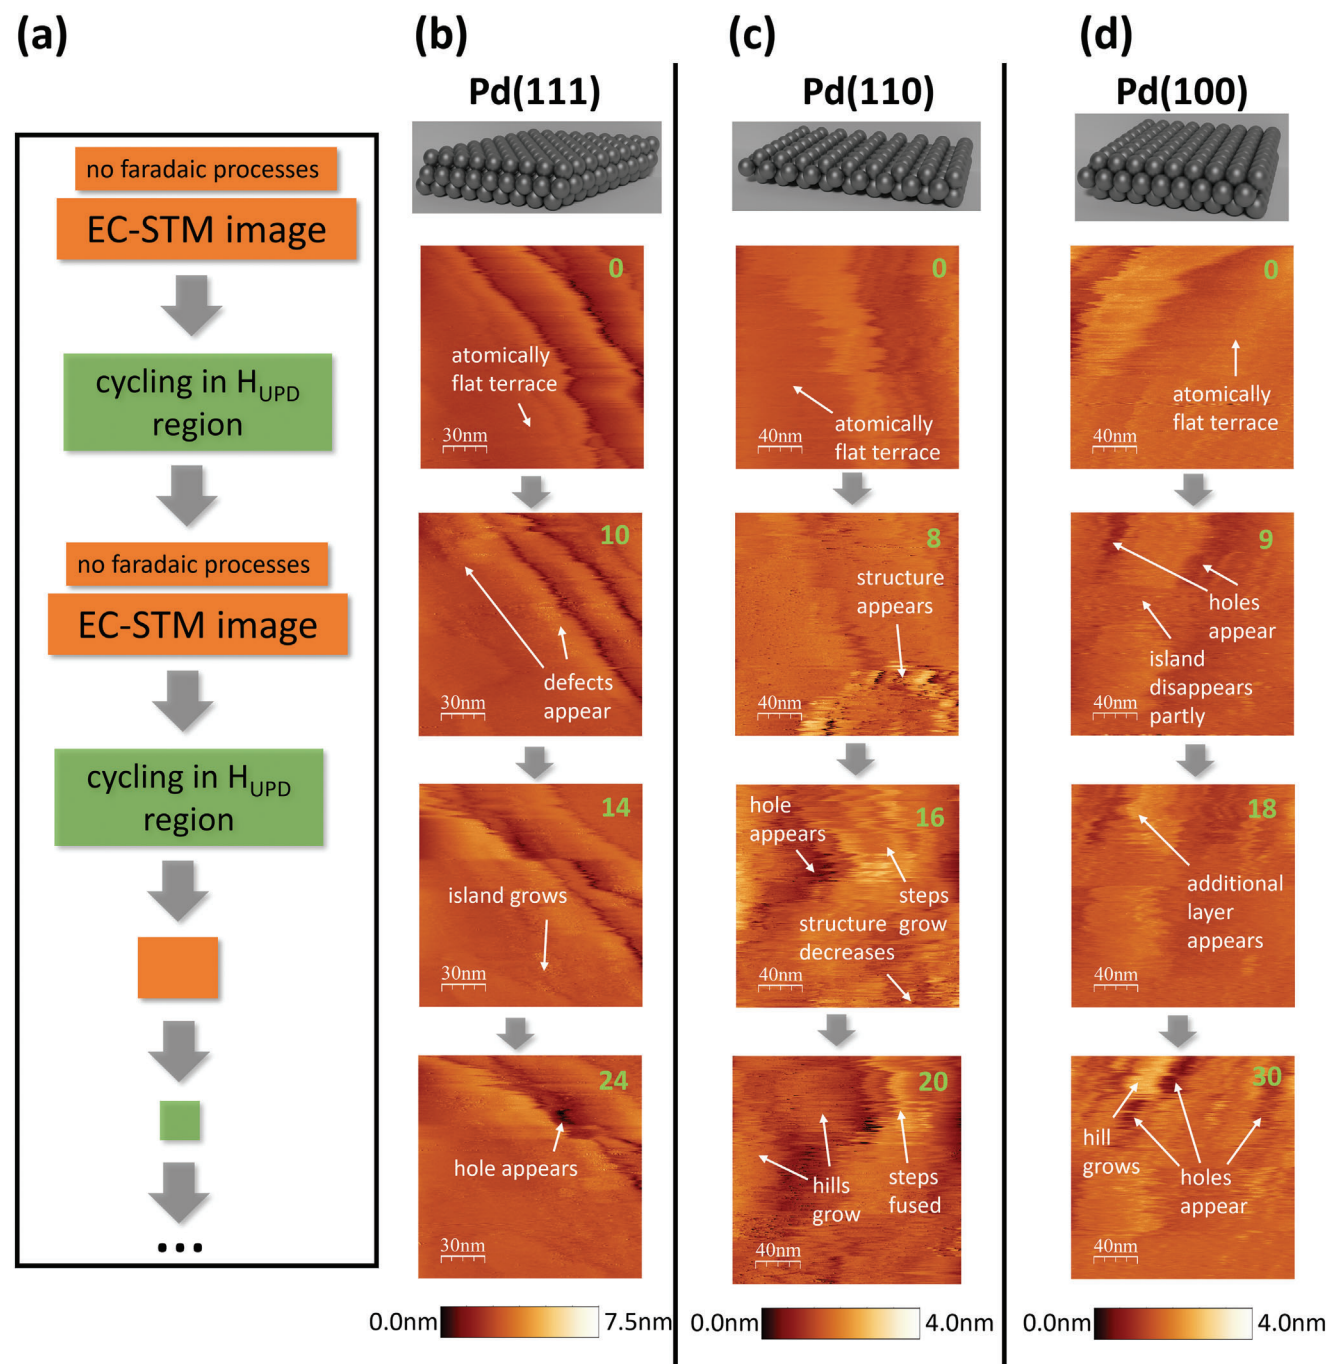 (a)
no faradaic processes
EC-STM image
cycling in H_UPD
region
no faradaic processes
EC-STM image
cycling in H_UPD
region
...
(b)
Pd(111)
0
atomically
flat terrace
30nm
10
defects
appear
30nm
14
island grows
30nm
24
hole appears
30nm
0.0nm
7.5nm
(c)
Pd(110)
0
atomically
flat terrace
40nm
8
structure
appears
40nm
hole
appears
16
steps
grow
structure
decreases
40nm
20
hills
grow
steps
fused
40nm
0.0nm
4.0nm
(d)
Pd(100)
0
atomically
flat terrace
40nm
9
holes
appear
island
disappears
partly
40nm
18
additional
layer
appears
40nm
30
hill
grows
holes
appear
40nm
0.0nm
4.0nm